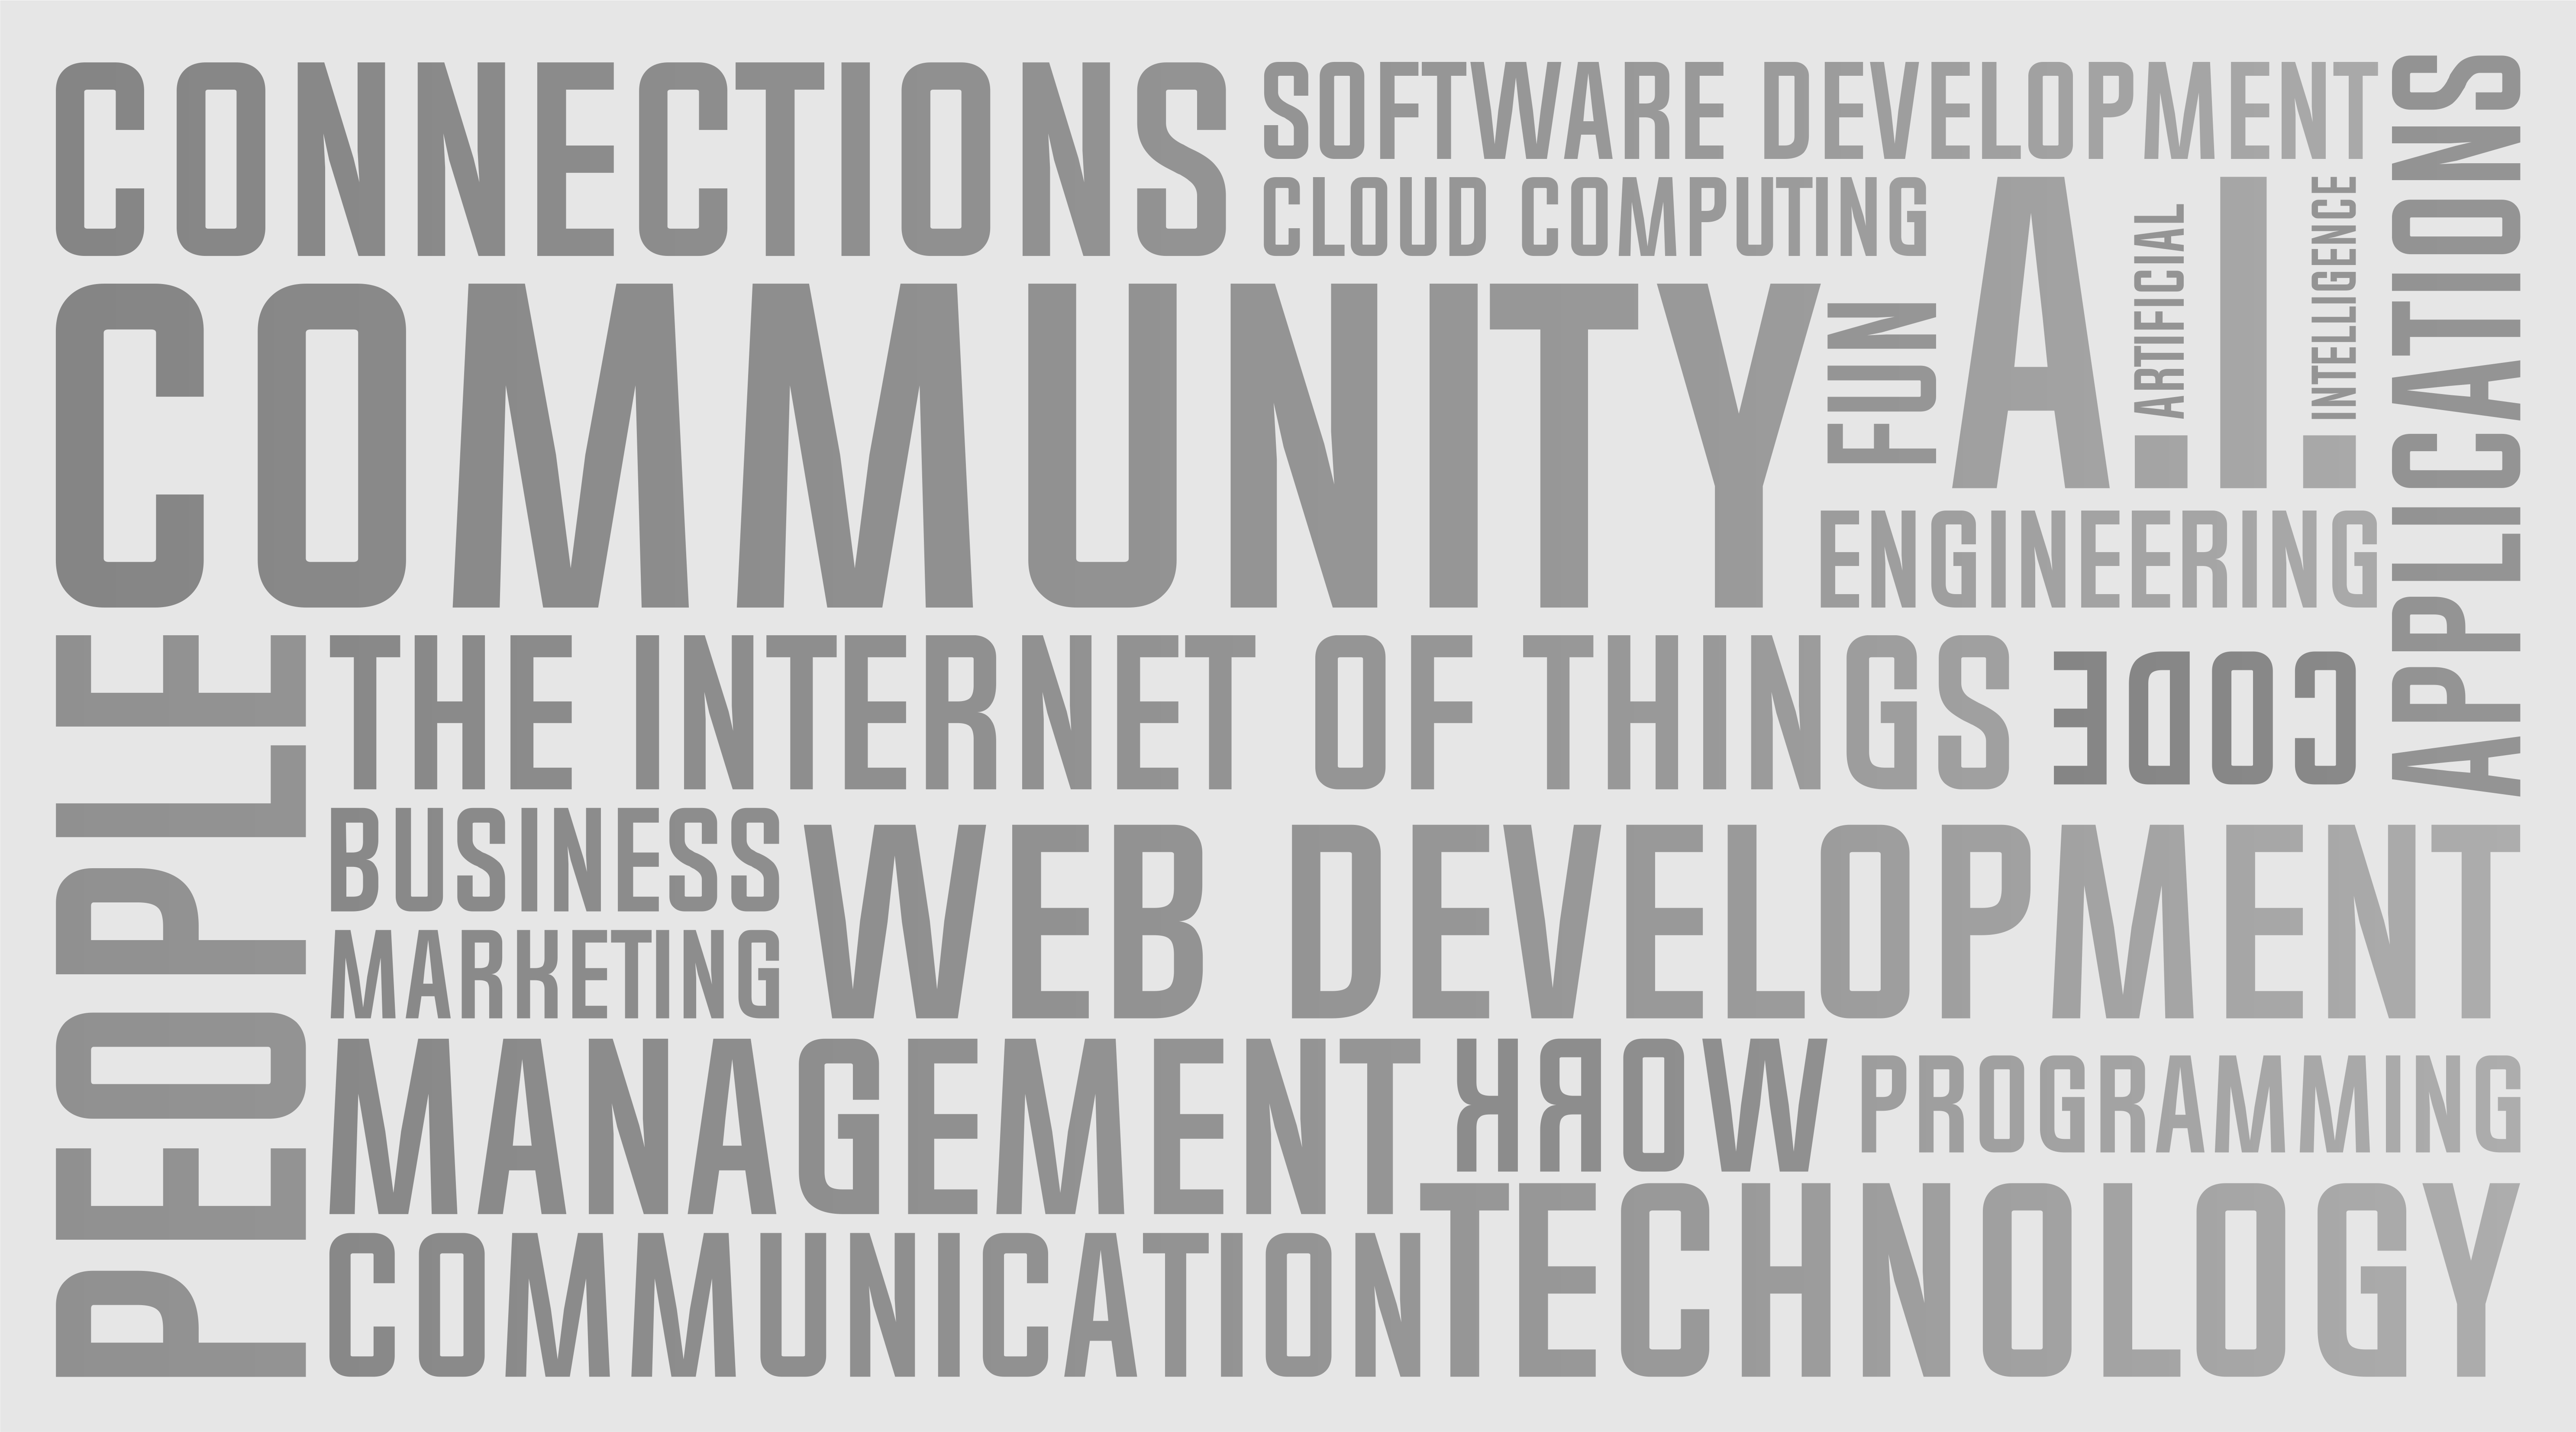 CONNECTIONS
SOFTWARE DEVELOPMENT
CLOUD COMPUTING
COMMUNITY
FUN
A.I.
ARTIFICIAL
INTELLIGENCE
APPLICATIONS
ENGINEERING
PEOPLE
THE INTERNET OF THINGS
CODE
BUSINESS
MARKETING
WEB DEVELOPMENT
MANAGEMENT
WORK
PROGRAMMING
COMMUNICATION
TECHNOLOGY